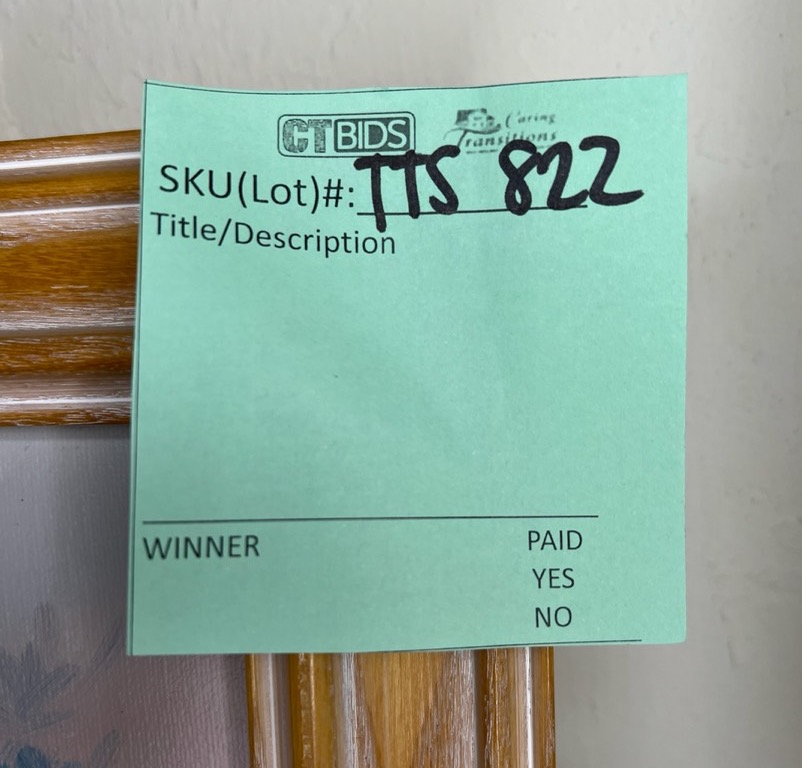 CTBIDS Caring
Transitions
SKU(Lot)#: TTS 822
Title/Description
WINNER PAID
YES
NO